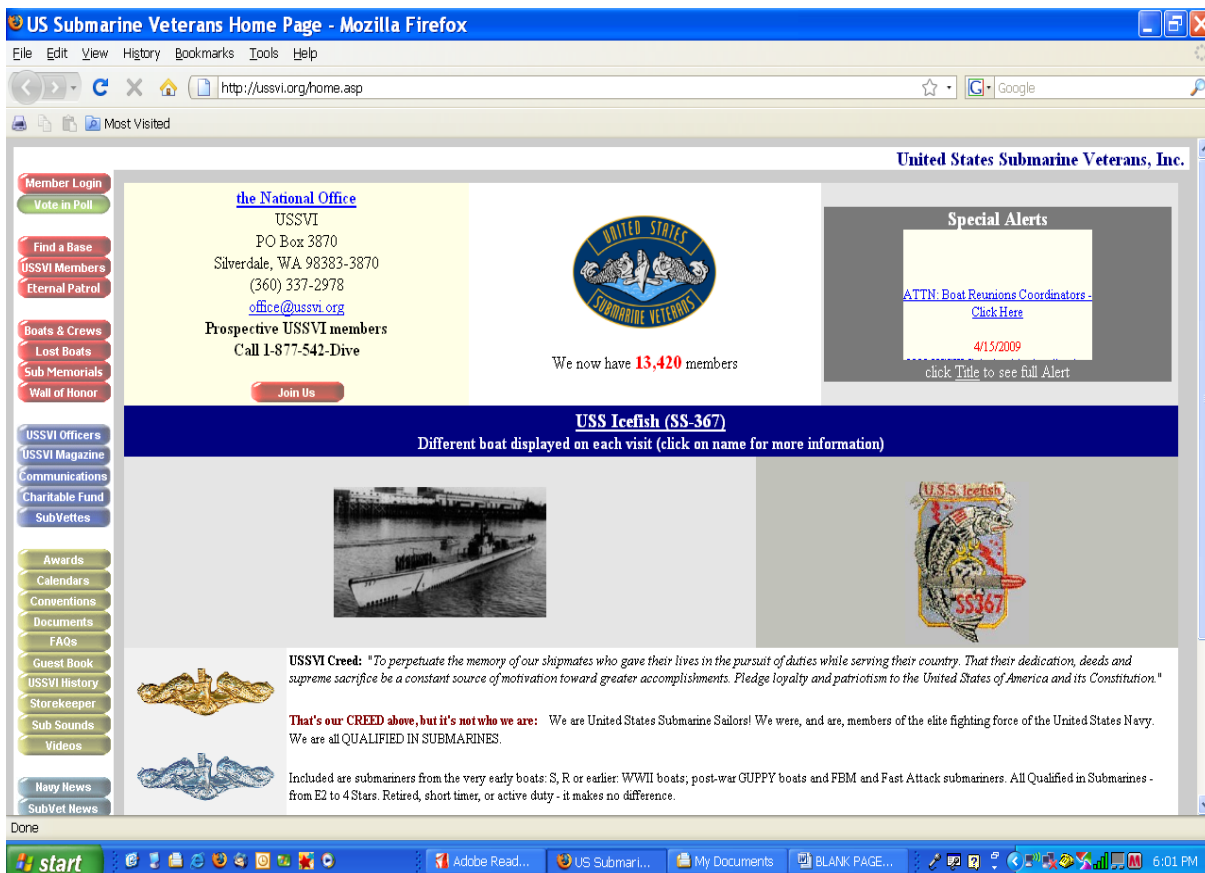 US Submarine Veterans Home Page - Mozilla Firefox
File Edit View History Bookmarks Tools Help
http://ussvi.org/home.asp
Google
Most Visited
United States Submarine Veterans, Inc.
Member Login
Vote in Poll
Find a Base
USSVI Members
Eternal Patrol
Boats & Crews
Lost Boats
Sub Memorials
Wall of Honor
USSVI Officers
USSVI Magazine
Communications
Charitable Fund
SubVettes
Awards
Calendars
Conventions
Documents
FAQs
Guest Book
USSVI History
Storekeeper
Sub Sounds
Videos
Navy News
SubVet News
the National Office
USSVI
PO Box 3870
Silverdale, WA 98383-3870
(360) 337-2978
office@ussvi.org
Prospective USSVI members
Call 1-877-542-Dive
Join Us
UNITED STATES
SUBMARINE VETERANS
We now have 13,420 members
Special Alerts
ATTN: Boat Reunions Coordinators -
Click Here
4/15/2009
click Title to see full Alert
USS Icefish (SS-367)
Different boat displayed on each visit (click on name for more information)
U.S.S. Icefish
SS367
USSVI Creed: "To perpetuate the memory of our shipmates who gave their lives in the pursuit of duties while serving their country. That their dedication, deeds and
supreme sacrifice be a constant source of motivation toward greater accomplishments. Pledge loyalty and patriotism to the United States of America and its Constitution."
That's our CREED above, but it's not who we are: We are United States Submarine Sailors! We were, and are, members of the elite fighting force of the United States Navy.
We are all QUALIFIED IN SUBMARINES.
Included are submariners from the very early boats: S, R or earlier: WWII boats; post-war GUPPY boats and FBM and Fast Attack submariners. All Qualified in Submarines -
from E2 to 4 Stars. Retired, short timer, or active duty - it makes no difference.
Done
start
Adobe Read...
US Submari...
My Documents
BLANK PAGE...
6:01 PM